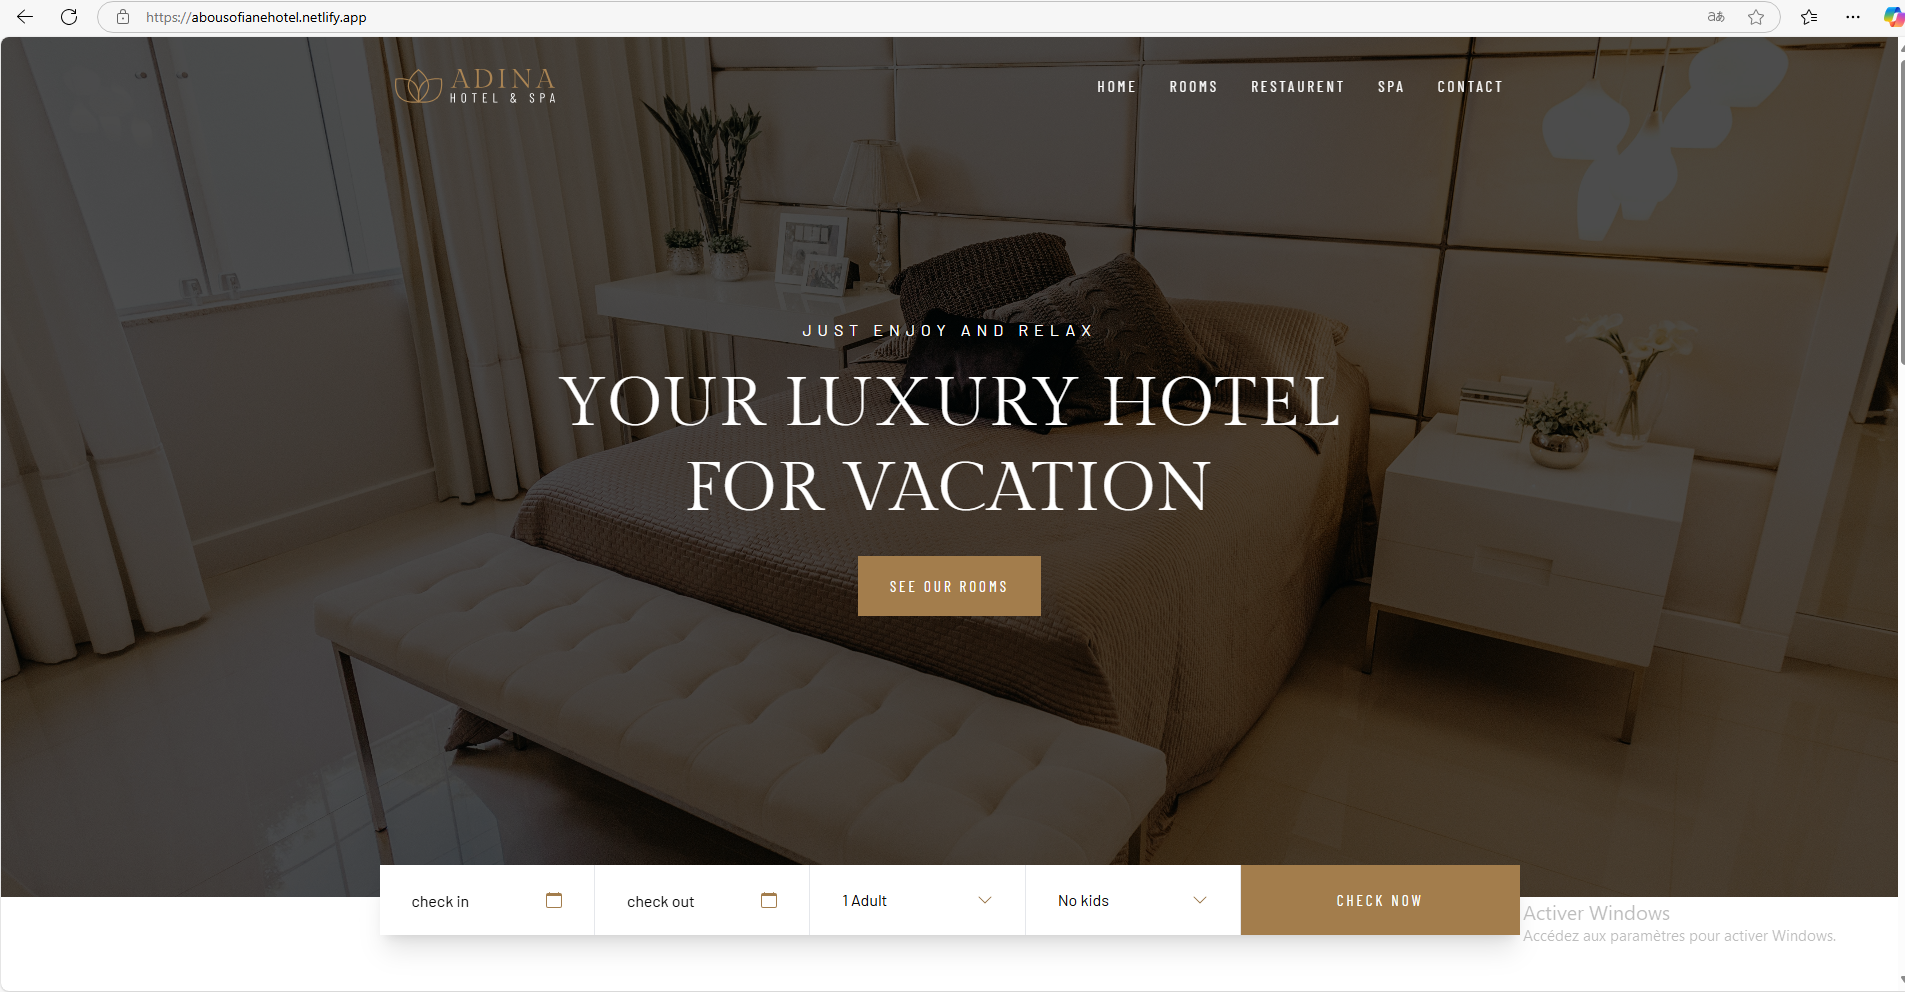 https://abousofianehotel.netlify.app
aあ
ADINA
HOTEL & SPA
HOME ROOMS RESTAURENT SPA CONTACT
JUST ENJOY AND RELAX
YOUR LUXURY HOTEL
FOR VACATION
SEE OUR ROOMS
check in check out 1 Adult No kids CHECK NOW
Activer Windows
Accédez aux paramètres pour activer Windows.